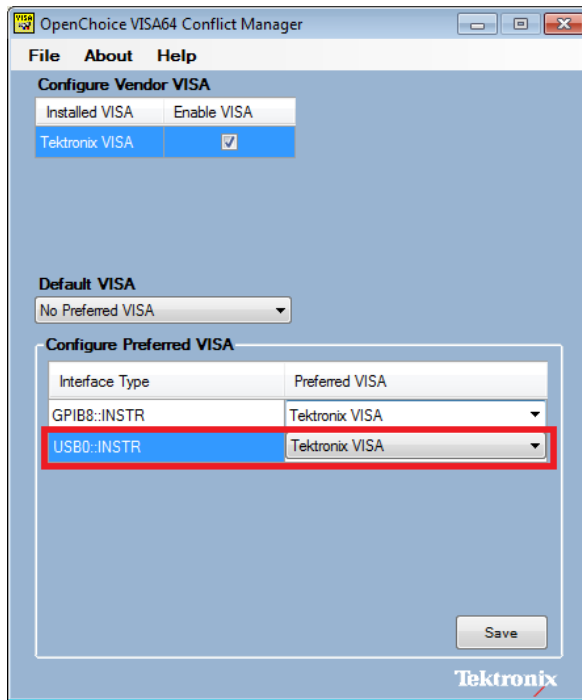 VISA
OpenChoice VISA64 Conflict Manager
File About Help
Configure Vendor VISA
Installed VISA Enable VISA
Tektronix VISA
Default VISA
No Preferred VISA
Configure Preferred VISA
Interface Type Preferred VISA
GPIB8::INSTR Tektronix VISA
USB0::INSTR Tektronix VISA
Save
Tektronix